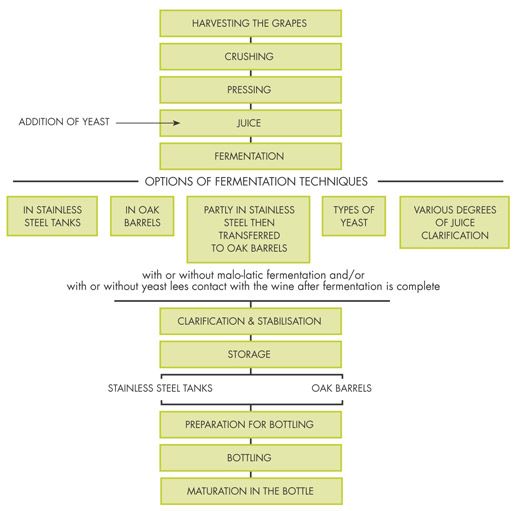 HARVESTING THE GRAPES
CRUSHING
PRESSING
ADDITION OF YEAST
JUICE
FERMENTATION
OPTIONS OF FERMENTATION TECHNIQUES
IN STAINLESS
STEEL TANKS
IN OAK
BARRELS
PARTLY IN STAINLESS
STEEL THEN
TRANSFERRED
TO OAK BARRELS
TYPES OF
YEAST
VARIOUS DEGREES
OF JUICE
CLARIFICATION
with or without malo-latic fermentation and/or
with or without yeast lees contact with the wine after fermentation is complete
CLARIFICATION & STABILISATION
STORAGE
STAINLESS STEEL TANKS
OAK BARRELS
PREPARATION FOR BOTTLING
BOTTLING
MATURATION IN THE BOTTLE